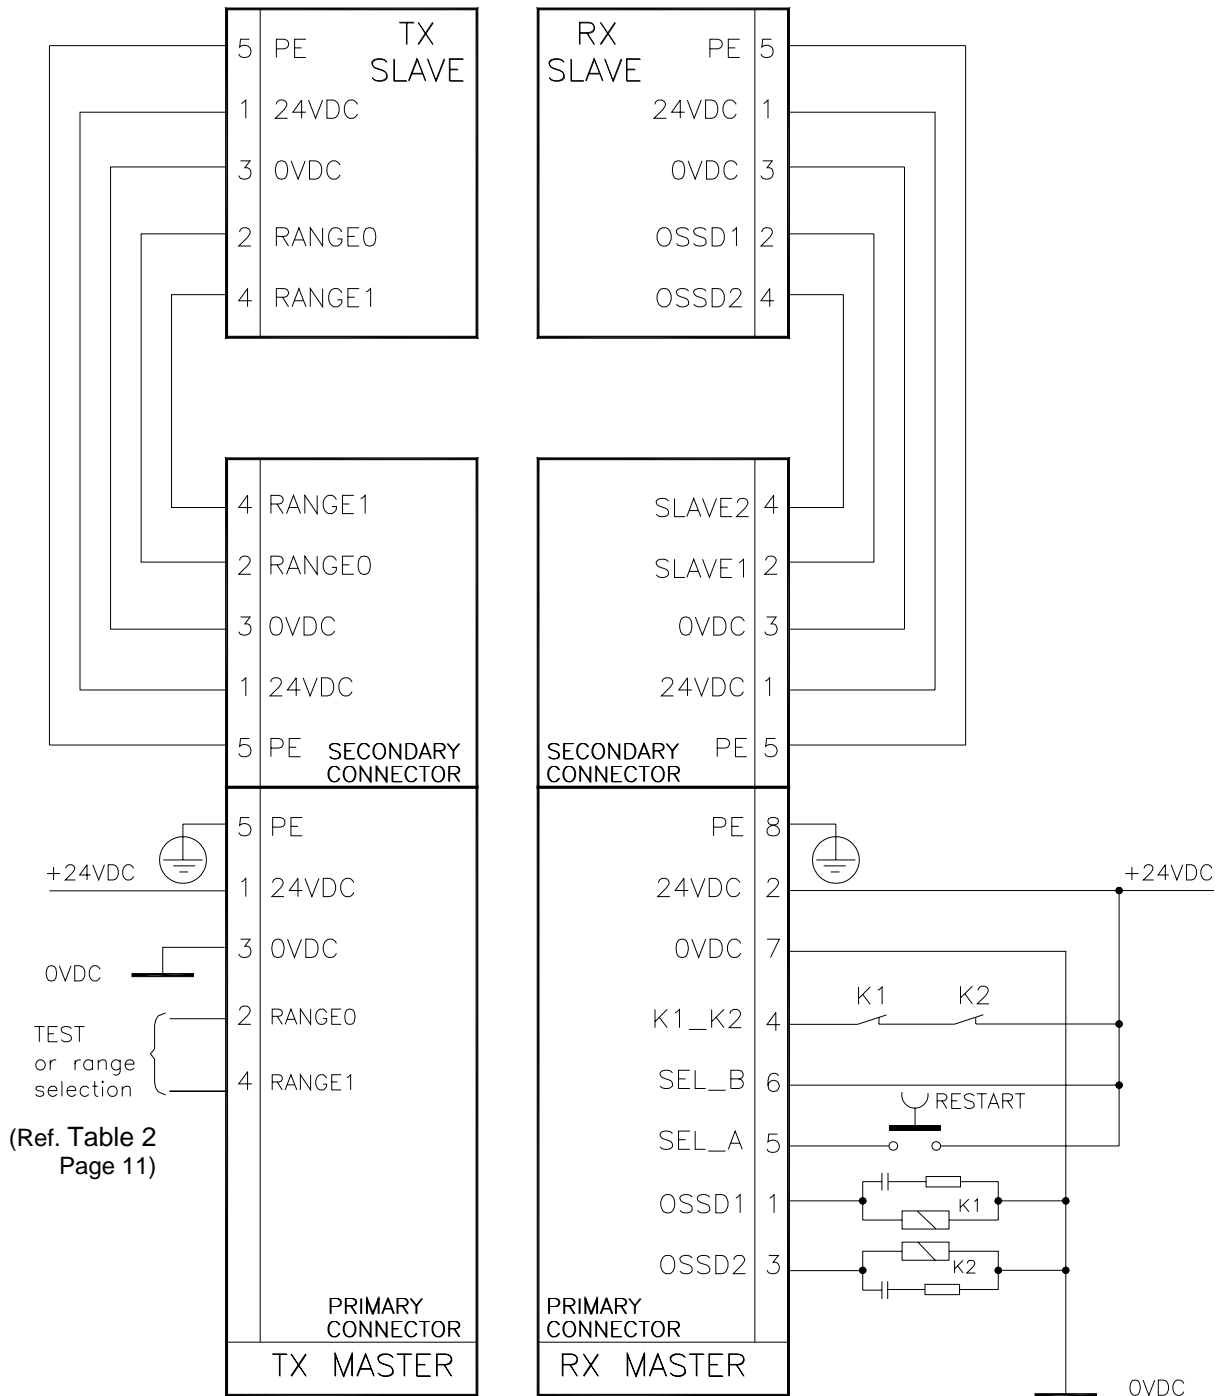 TX
SLAVE
5 PE
1 24VDC
3 0VDC
2 RANGE0
4 RANGE1
RX
SLAVE
PE 5
24VDC 1
0VDC 3
OSSD1 2
OSSD2 4
4 RANGE1
2 RANGE0
3 0VDC
1 24VDC
5 PE
SECONDARY
CONNECTOR
SLAVE2 4
SLAVE1 2
0VDC 3
24VDC 1
PE 5
SECONDARY
CONNECTOR
5 PE
+24VDC
1 24VDC
3 0VDC
0VDC
2 RANGE0
TEST
or range
selection
4 RANGE1
(Ref. Table 2
Page 11)
PRIMARY
CONNECTOR
TX MASTER
PE 8
24VDC 2
+24VDC
0VDC 7
K1 K2
K1_K2 4
SEL_B 6
RESTART
SEL_A 5
OSSD1 1
K1
OSSD2 3
K2
PRIMARY
CONNECTOR
RX MASTER
0VDC